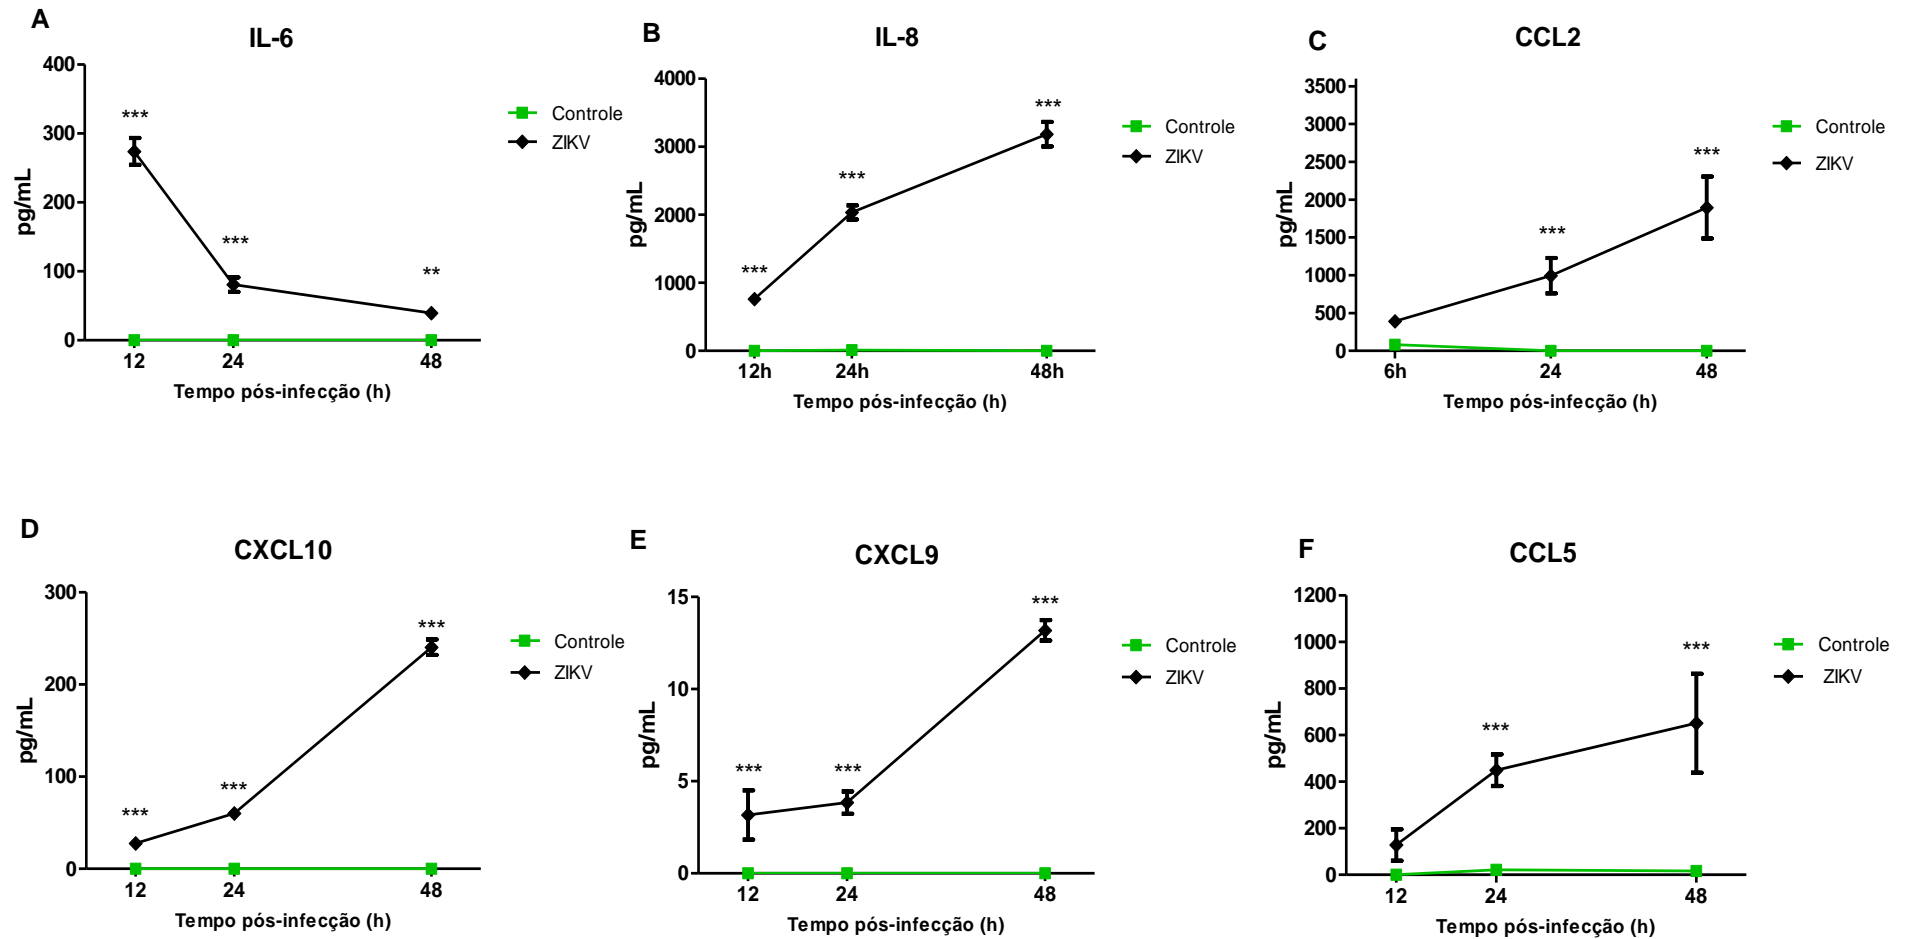 A
IL-6
400
300
200
100
0
pg/mL
***
***
**
12
24
48
Tempo pós-infecção (h)
Controle
ZIKV
B
IL-8
4000
3000
2000
1000
0
pg/mL
***
***
***
12h
24h
48h
Tempo pós-infecção (h)
Controle
ZIKV
C
CCL2
3500
3000
2500
2000
1500
1000
500
0
pg/mL
***
***
6h
24
48
Tempo pós-infecção (h)
Controle
ZIKV
D
CXCL10
300
200
100
0
pg/mL
***
***
***
12
24
48
Tempo pós-infecção (h)
Controle
ZIKV
E
CXCL9
15
10
5
0
pg/mL
***
***
***
12
24
48
Tempo pós-infecção (h)
Controle
ZIKV
F
CCL5
1200
1000
800
600
400
200
0
pg/mL
***
***
12
24
48
Tempo pós-infecção (h)
Controle
ZIKV